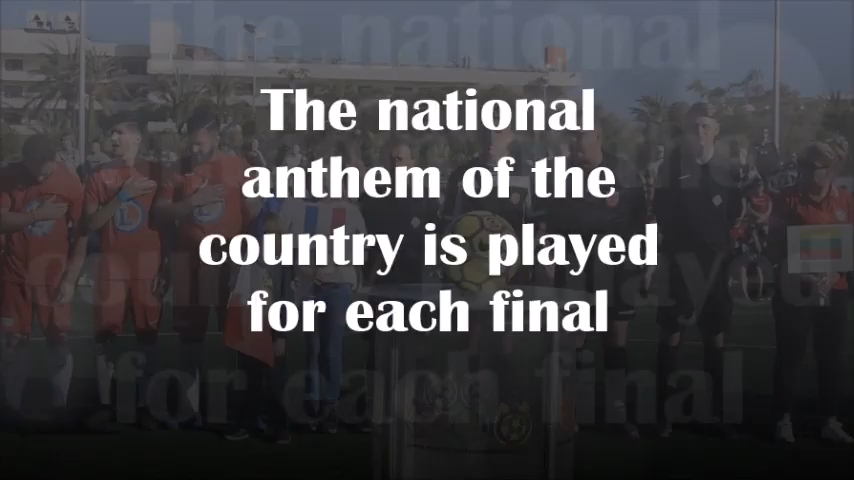 The national
anthem of the
country is played
for each final